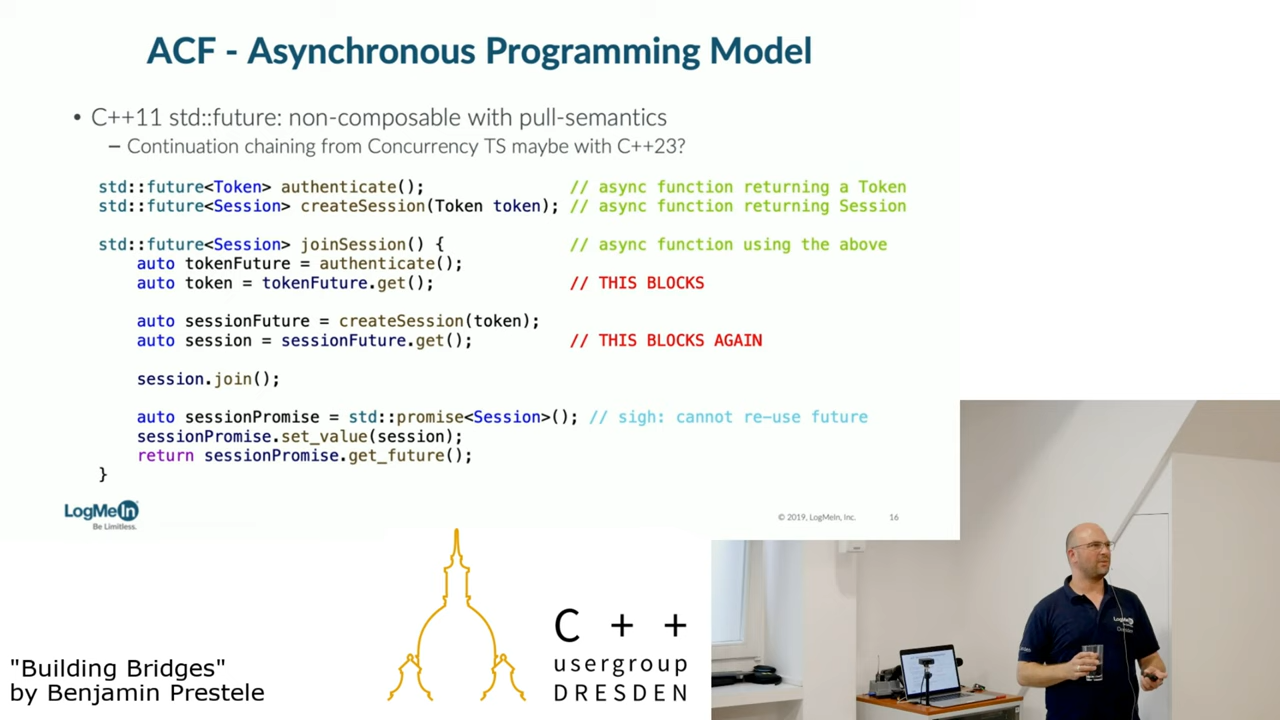 ACF - Asynchronous Programming Model
• C++11 std::future: non-composable with pull-semantics
– Continuation chaining from Concurrency TS maybe with C++23?
std::future<Token> authenticate(); // async function returning a Token
std::future<Session> createSession(Token token); // async function returning Session
std::future<Session> joinSession() { // async function using the above
auto tokenFuture = authenticate();
auto token = tokenFuture.get(); // THIS BLOCKS
auto sessionFuture = createSession(token);
auto session = sessionFuture.get(); // THIS BLOCKS AGAIN
session.join();
auto sessionPromise = std::promise<Session>(); // sigh: cannot re-use future
sessionPromise.set_value(session);
return sessionPromise.get_future();
}
LogMeIn
Be Limitless.
© 2019, LogMeIn, Inc. 16
"Building Bridges"
by Benjamin Prestele
C + +
usergroup
DRESDEN
LogMeIn
Dresden